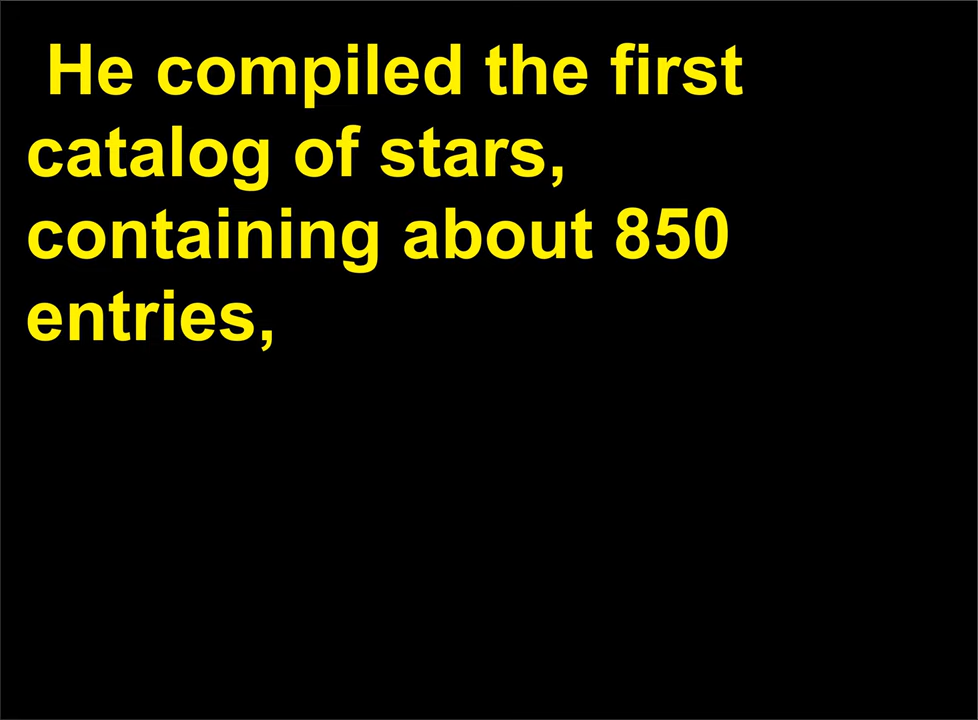 He compiled the first
catalog of stars,
containing about 850
entries,